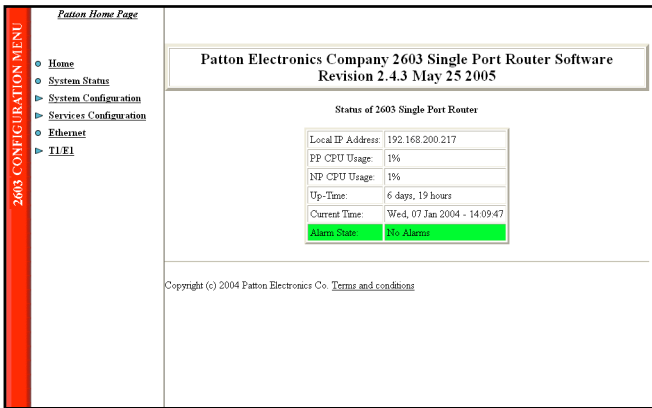 2603 CONFIGURATION MENU
Patton Home Page
Home
System Status
System Configuration
Services Configuration
Ethernet
T1/E1
Patton Electronics Company 2603 Single Port Router Software
Revision 2.4.3 May 25 2005
Status of 2603 Single Port Router
Local IP Address: 192.168.200.217
PP CPU Usage: 1%
NP CPU Usage: 1%
Up-Time: 6 days, 19 hours
Current Time: Wed, 07 Jan 2004 - 14:09:47
Alarm State: No Alarms
Copyright (c) 2004 Patton Electronics Co. Terms and conditions